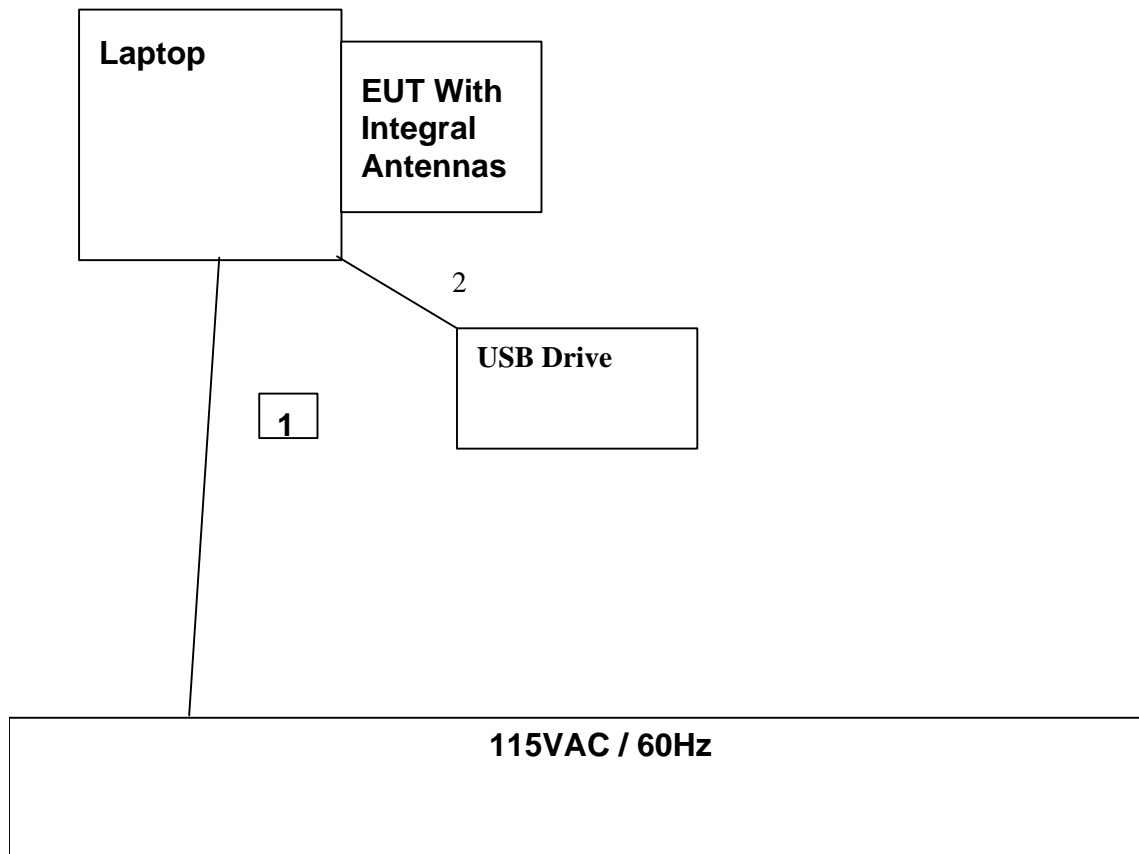 Laptop
EUT With
Integral
Antennas
2
USB Drive
1
115VAC / 60Hz